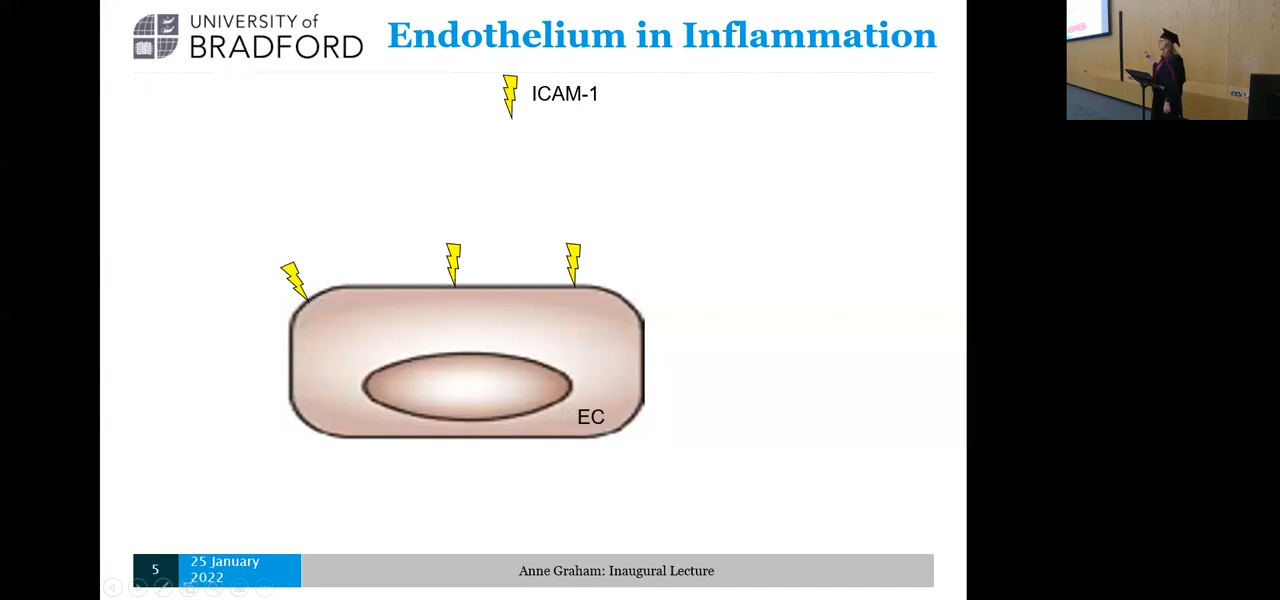 UNIVERSITY of
BRADFORD
Endothelium in Inflammation
ICAM-1
EC
5
25 January
2022
Anne Graham: Inaugural Lecture